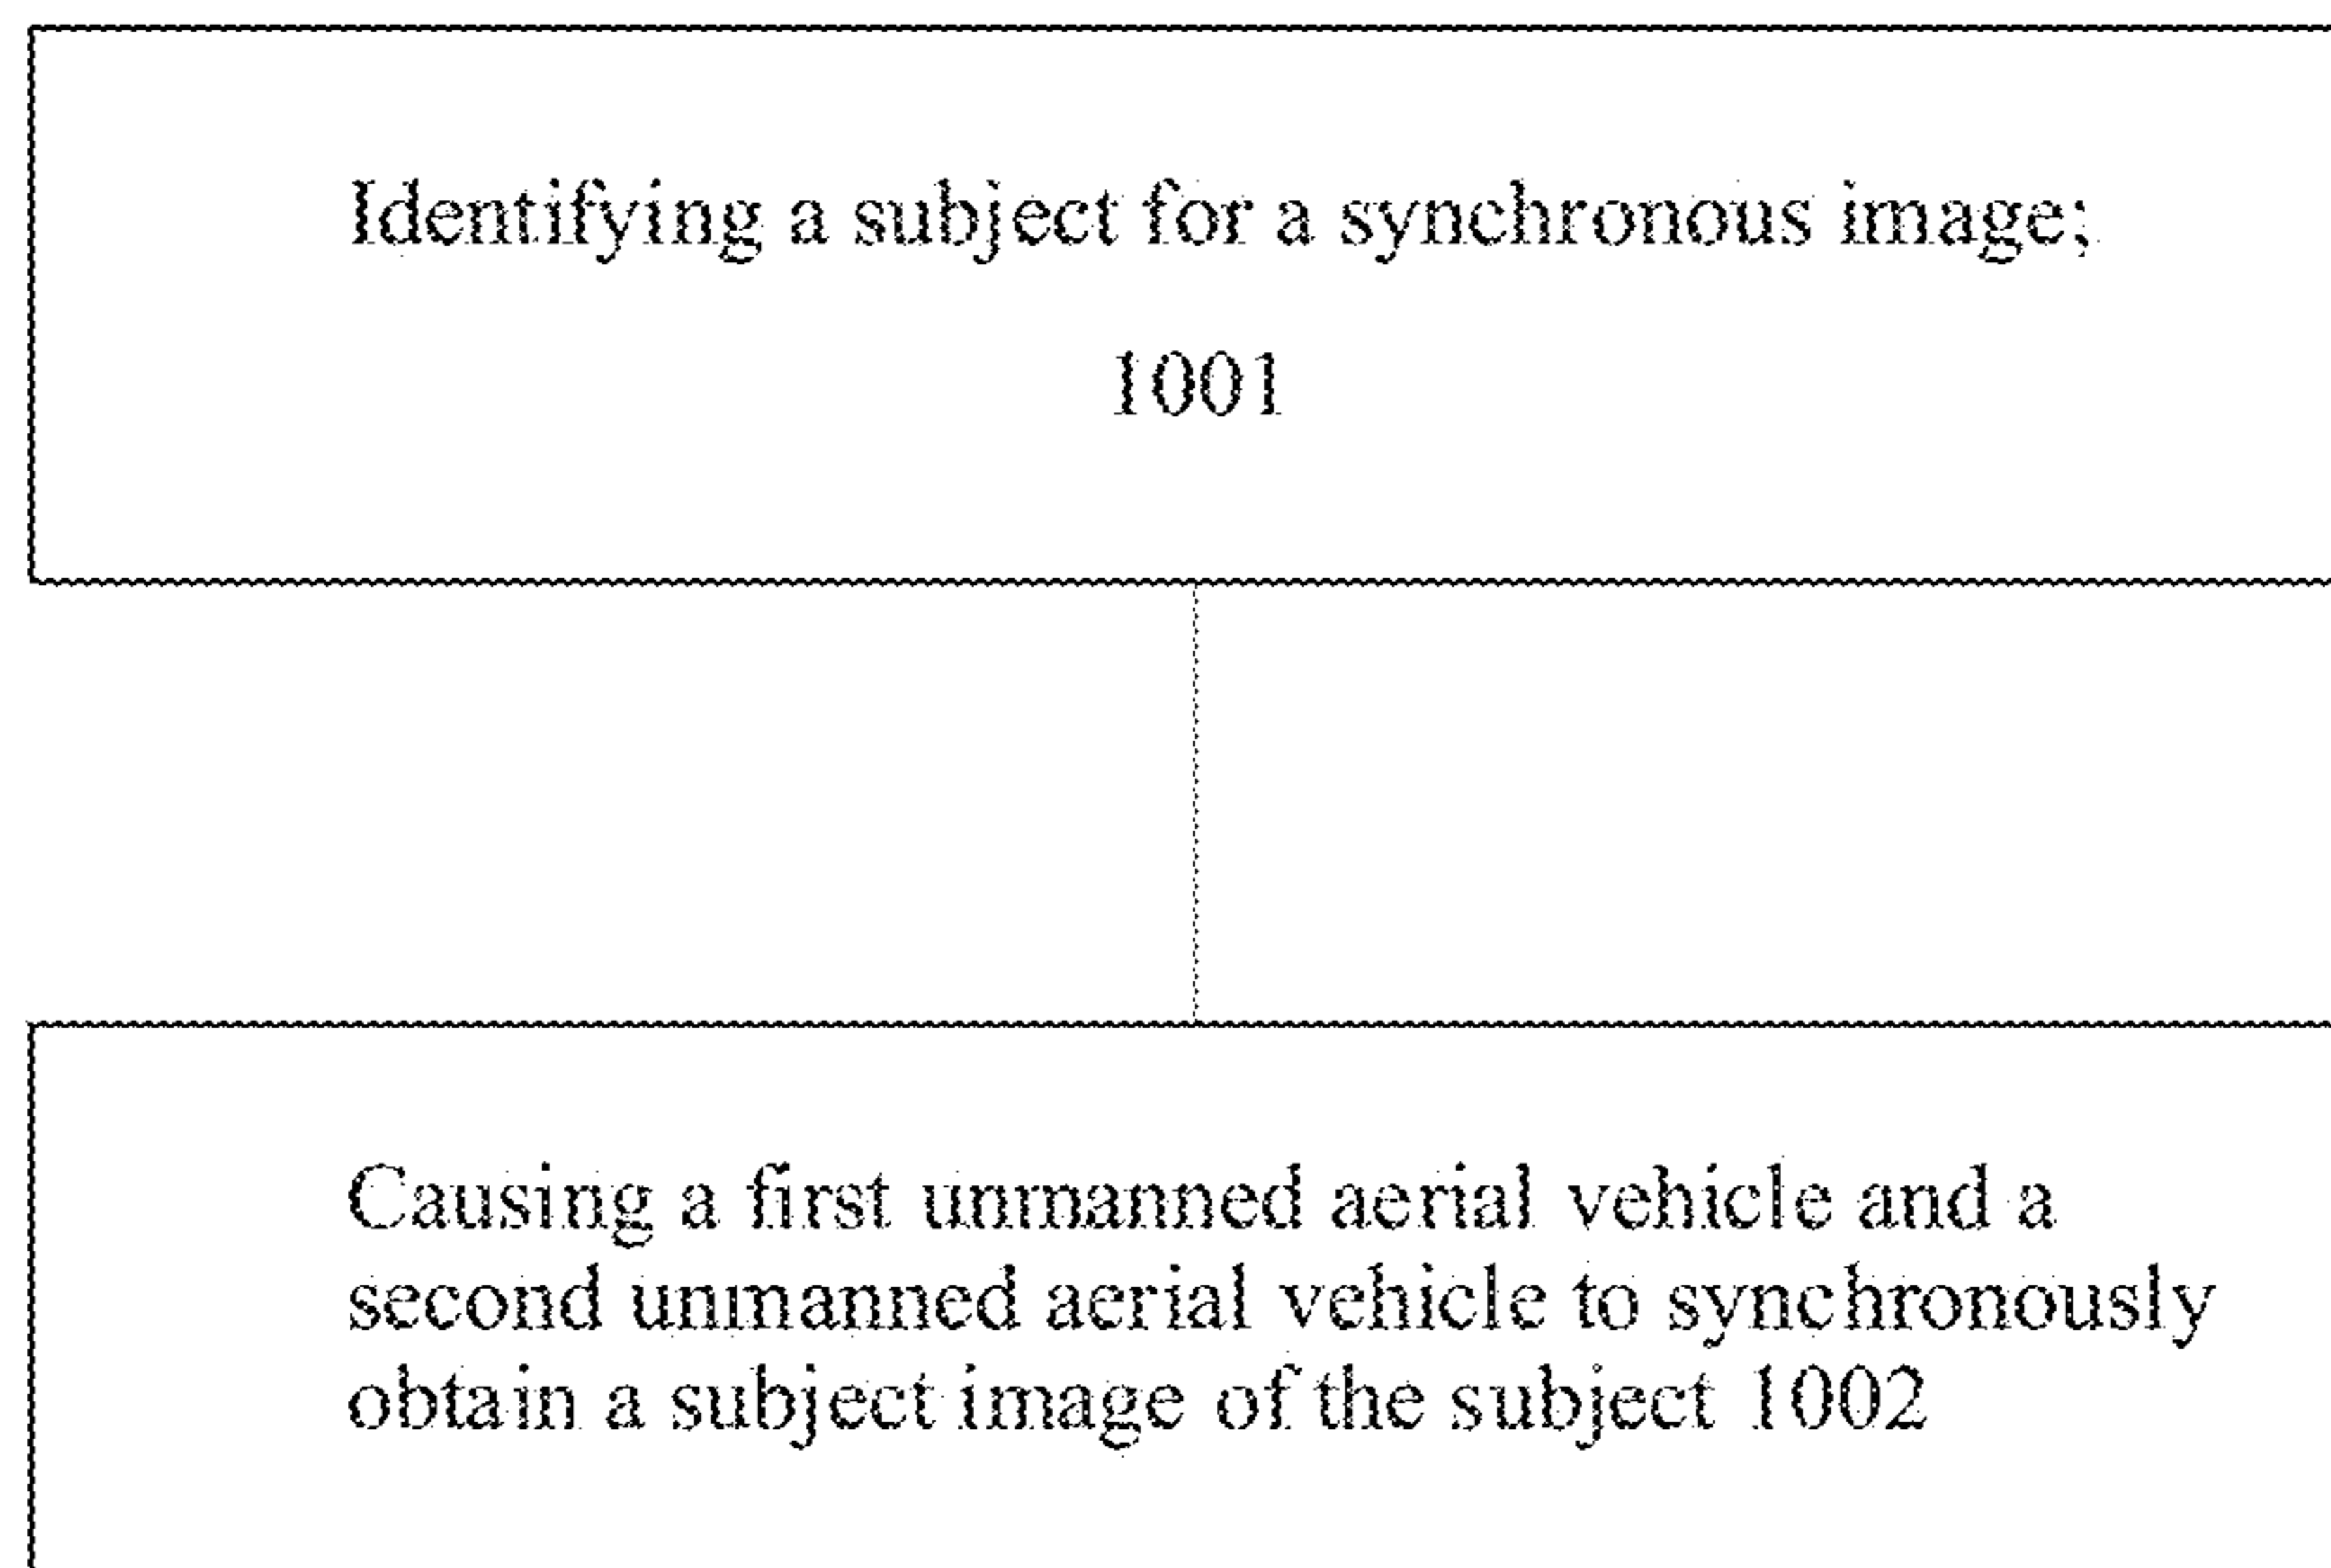 Identifying a subject for a synchronous image;
1001
Causing a first unmanned aerial vehicle and a
second unmanned aerial vehicle to synchronously
obtain a subject image of the subject 1002